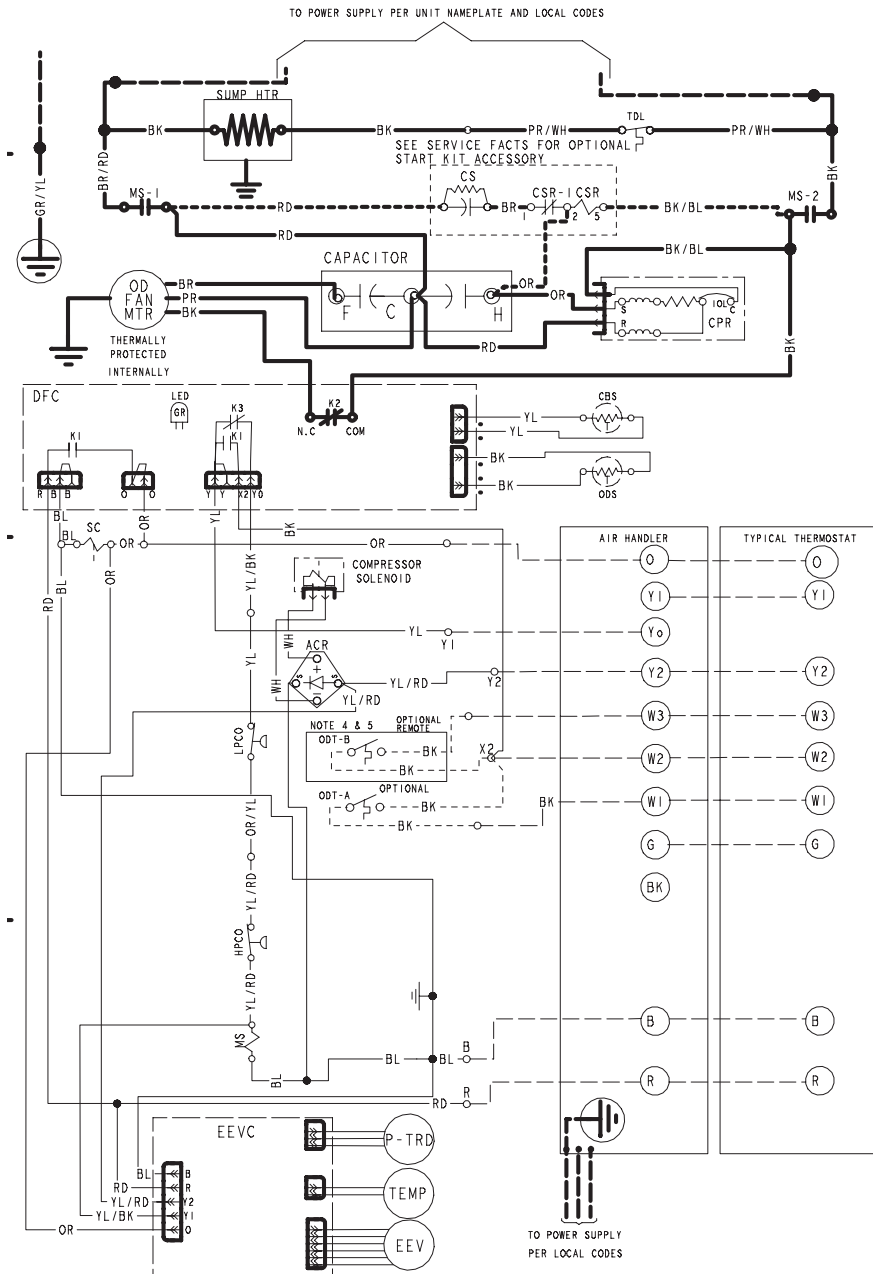 TO POWER SUPPLY PER UNIT NAMEPLATE AND LOCAL CODES
SUMP HTR
TDL
BK
BK
PR/WH
PR/WH
SEE SERVICE FACTS FOR OPTIONAL
START KIT ACCESSORY
BR/RD
GR/YL
BK
MS-1
CS
CSR-1 CSR
MS-2
RD
BR
1
2
5
BK/BL
RD
BK/BL
CAPACITOR
OD
FAN
MTR
BR
PR
BK
F
C
H
OR
OR
S
R
IOL
C
CPR
RD
BK
THERMALLY
PROTECTED
INTERNALLY
DFC
LED
GR
K3
K1
K1
K2
N.C
COM
CBS
YL
YL
BK
BK
ODS
R B B
O O
Y Y X2 YO
BL
OR
YL
BK
SC
BL
OR
OR
AIR HANDLER
TYPICAL THERMOSTAT
O
O
YL/BK
COMPRESSOR
SOLENOID
RD
BL
OR
Y1
Y1
WH
YL
YL
Y1
Yo
ACR
+
S
S
-
WH
YL/RD
Y2
Y2
Y2
YL/RD
NOTE 4 & 5
OPTIONAL
REMOTE
W3
W3
LPCO
ODT-B
BK
BK
X2
W2
W2
ODT-A
OPTIONAL
BK
BK
BK
W1
W1
OR/YL
G
G
YL/RD
BK
HPCO
YL/RD
MS
B
B
B
BL
BL
BL
BL
R
RD
R
R
EEVC
P-TRD
BL
B
RD
R
YL/RD
Y2
YL/BK
Y1
OR
O
TEMP
EEV
TO POWER SUPPLY
PER LOCAL CODES